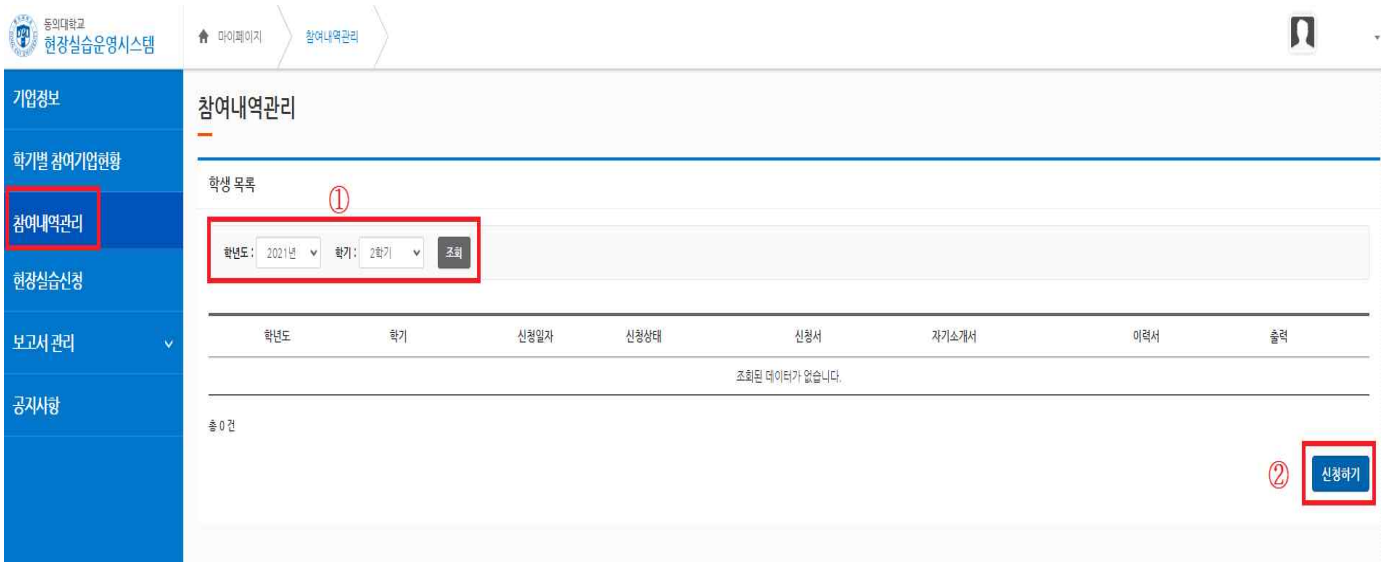 동의대학교
현장실습운영시스템
마이페이지
참여내역관리
기업정보
학기별 참여기업현황
참여내역관리
현장실습신청
보고서 관리
공지사항
참여내역관리
학생 목록
①
학년도 : 2021년 학기 : 2학기 조회
학년도 학기 신청일자 신청상태 신청서 자기소개서 이력서 출력
조회된 데이터가 없습니다.
총 0 건
② 신청하기